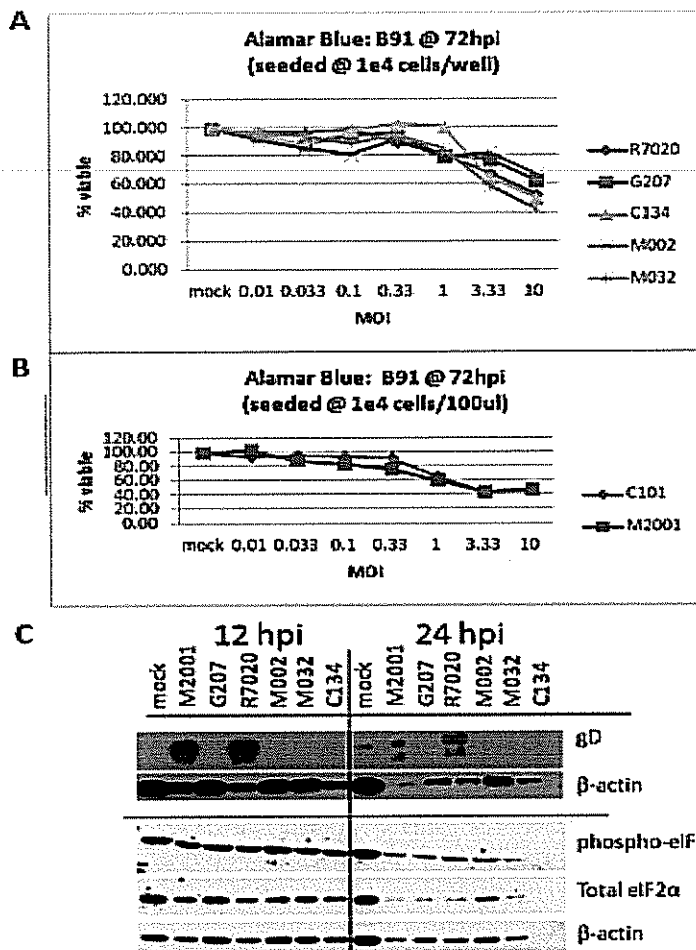 A
Alamar Blue: B91 @ 72hpi
(seeded @ 1e4 cells/well)
120.000
100.000
80.000
60.000
40.000
20.000
0.000
% viable
mock 0.01 0.033 0.1 0.33 1 3.33 10
MOI
R7020
G207
C134
M002
M032
B
Alamar Blue: B91 @ 72hpi
(seeded @ 1e4 cells/100ul)
120.00
100.00
80.00
60.00
40.00
20.00
0.00
% viable
mock 0.01 0.033 0.1 0.33 1 3.33 10
MOI
C101
M2001
C
12 hpi 24 hpi
mock M2001 G207 R7020 M002 M032 C134 mock M2001 G207 R7020 M002 M032 C134
gD
β-actin
phospho-eIF
Total eIF2α
β-actin